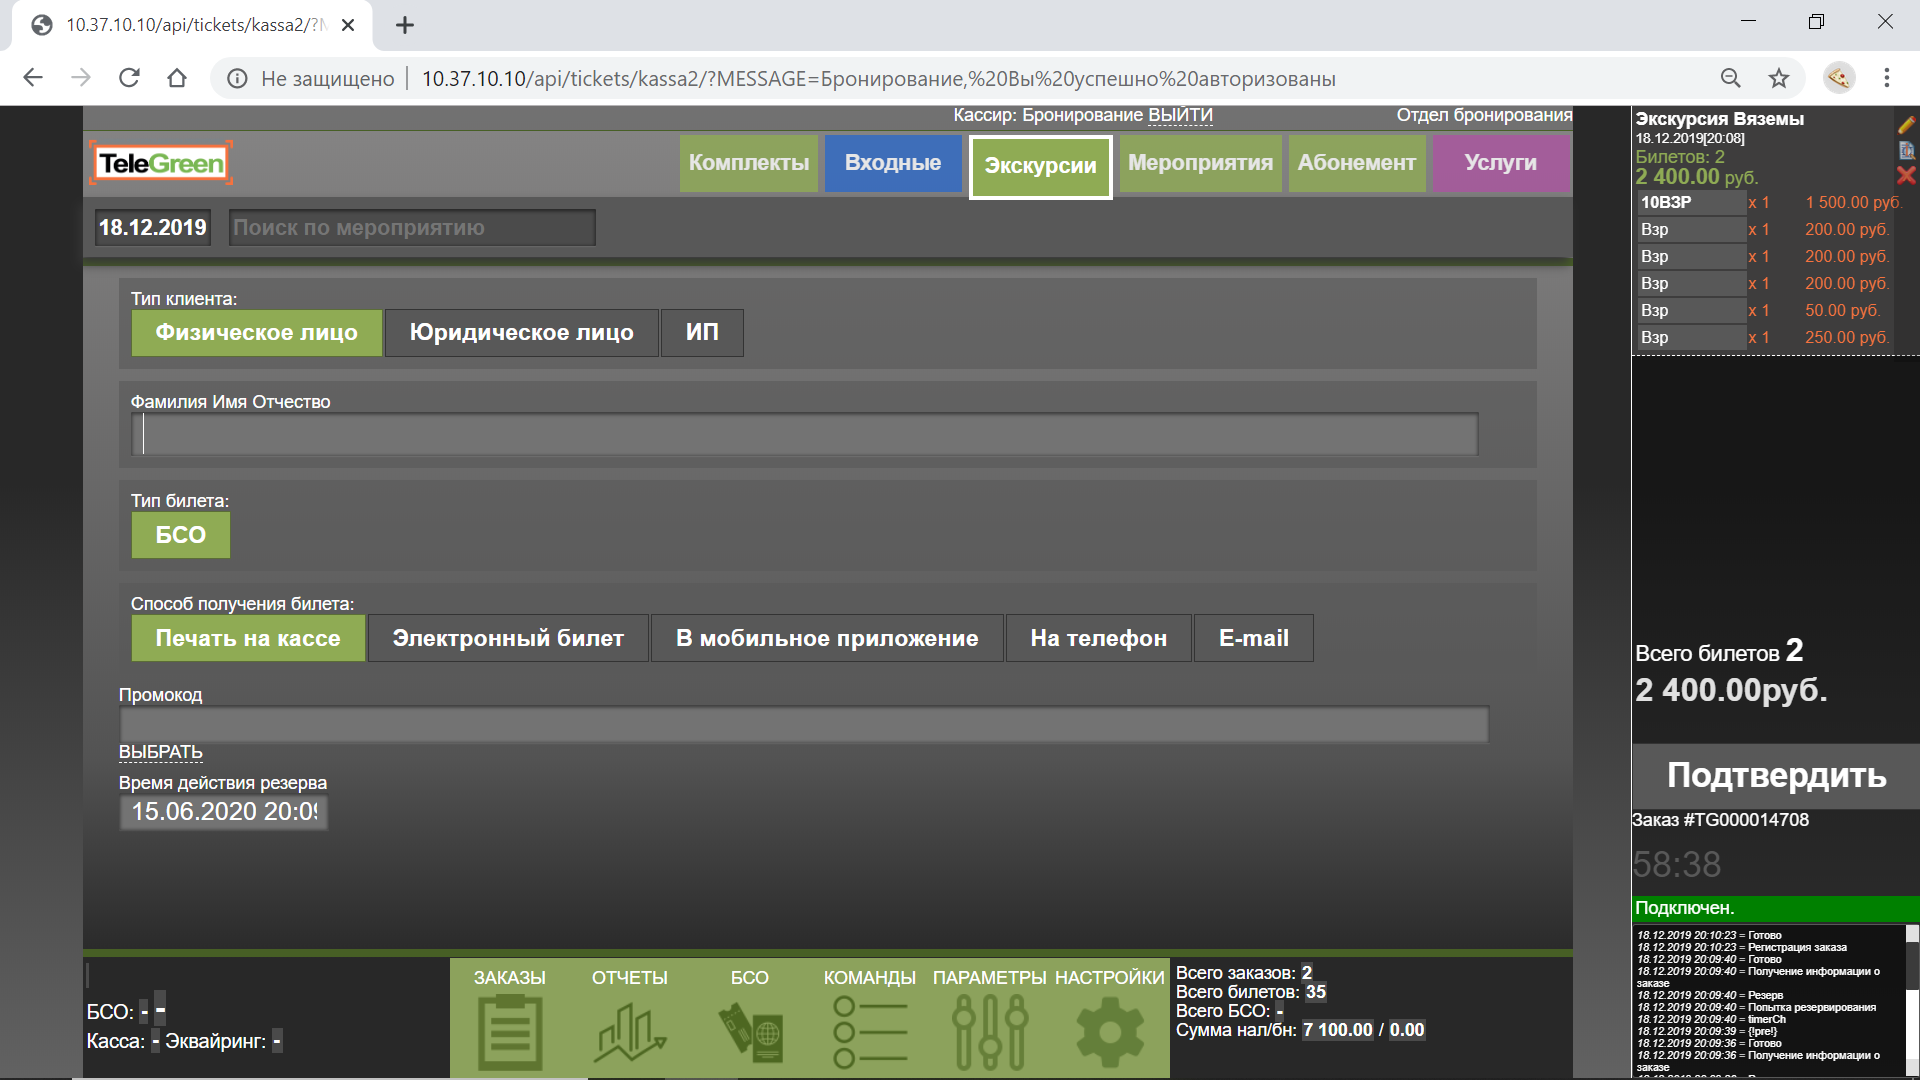 10.37.10.10/api/tickets/kassa2/?M
Не защищено
10.37.10.10/api/tickets/kassa2/?MESSAGE=Бронирование,%20Вы%20успешно%20авторизованы
Кассир: Бронирование ВЫЙТИ
Отдел бронирования
TeleGreen
Комплекты
Входные
Экскурсии
Мероприятия
Абонемент
Услуги
18.12.2019
Поиск по мероприятию
Тип клиента:
Физическое лицо
Юридическое лицо
ИП
Фамилия Имя Отчество
Тип билета:
БСО
Способ получения билета:
Печать на кассе
Электронный билет
В мобильное приложение
На телефон
E-mail
Промокод
ВЫБРАТЬ
Время действия резерва
15.06.2020 20:09
Экскурсия Вяземы
18.12.2019[20:08]
Билетов: 2
2 400.00 руб.
10ВЗР x 1 1 500.00 руб.
Взр x 1 200.00 руб.
Взр x 1 200.00 руб.
Взр x 1 200.00 руб.
Взр x 1 50.00 руб.
Взр x 1 250.00 руб.
Всего билетов 2
2 400.00руб.
Подтвердить
Заказ #TG000014708
58:38
Подключен.
18.12.2019 20:10:23 = Готово
18.12.2019 20:10:23 = Регистрация заказа
18.12.2019 20:09:40 = Готово
18.12.2019 20:09:40 = Получение информации о
заказе
18.12.2019 20:09:40 = Резерв
18.12.2019 20:09:40 = Попытка резервирования
18.12.2019 20:09:40 = timerCh
18.12.2019 20:09:39 = {!pre!}
18.12.2019 20:09:36 = Готово
18.12.2019 20:09:36 = Получение информации о
заказе
БСО: - -
Касса: - Эквайринг: -
ЗАКАЗЫ
ОТЧЕТЫ
БСО
КОМАНДЫ
ПАРАМЕТРЫ
НАСТРОЙКИ
Всего заказов: 2
Всего билетов: 35
Всего БСО: -
Сумма нал/бн: 7 100.00 / 0.00